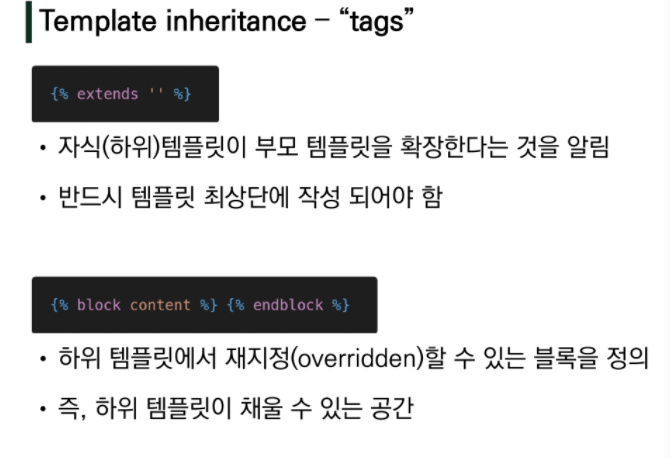 Template inheritance – “tags”
{% extends '' %}
• 자식(하위)템플릿이 부모 템플릿을 확장한다는 것을 알림
• 반드시 템플릿 최상단에 작성 되어야 함
{% block content %} {% endblock %}
• 하위 템플릿에서 재지정(overridden)할 수 있는 블록을 정의
• 즉, 하위 템플릿이 채울 수 있는 공간